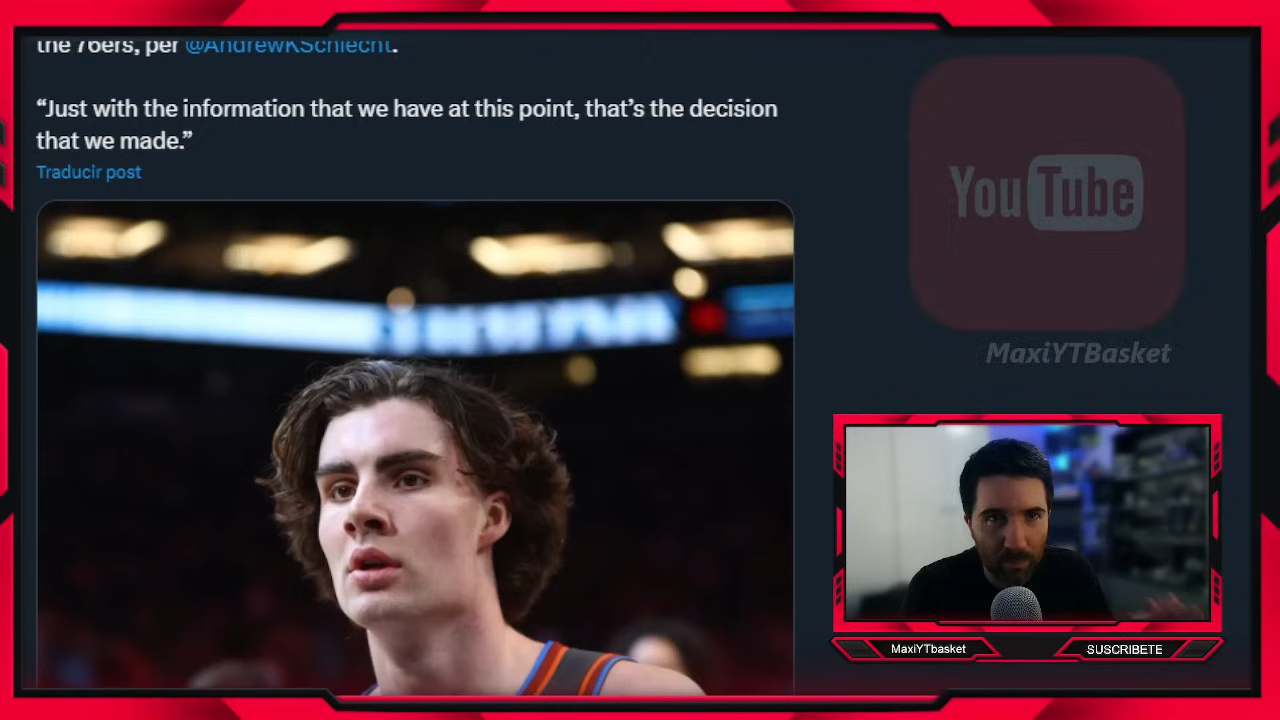 the 76ers, per @AndrewKSchlecht.
“Just with the information that we have at this point, that’s the decision
that we made.”
Traducir post
YouTube
MaxiYTBasket
MaxiYTbasket
SUSCRIBETE